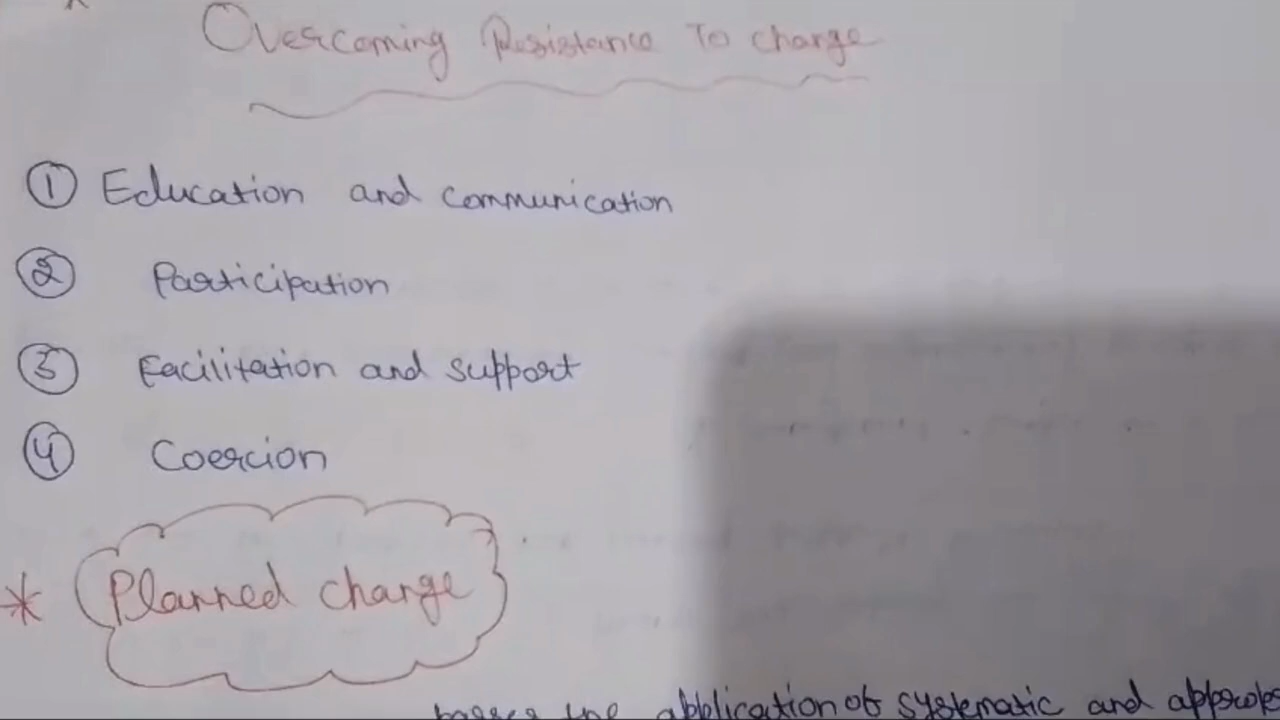 Overcoming Resistance To change
① Education and communication
② Participation
③ Facilitation and support
④ Coercion
* Planned change
the application of systematic and